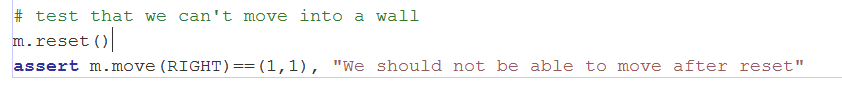 # test that we can't move into a wall
m.reset()
assert m.move(RIGHT)==(1,1), "We should not be able to move after reset"